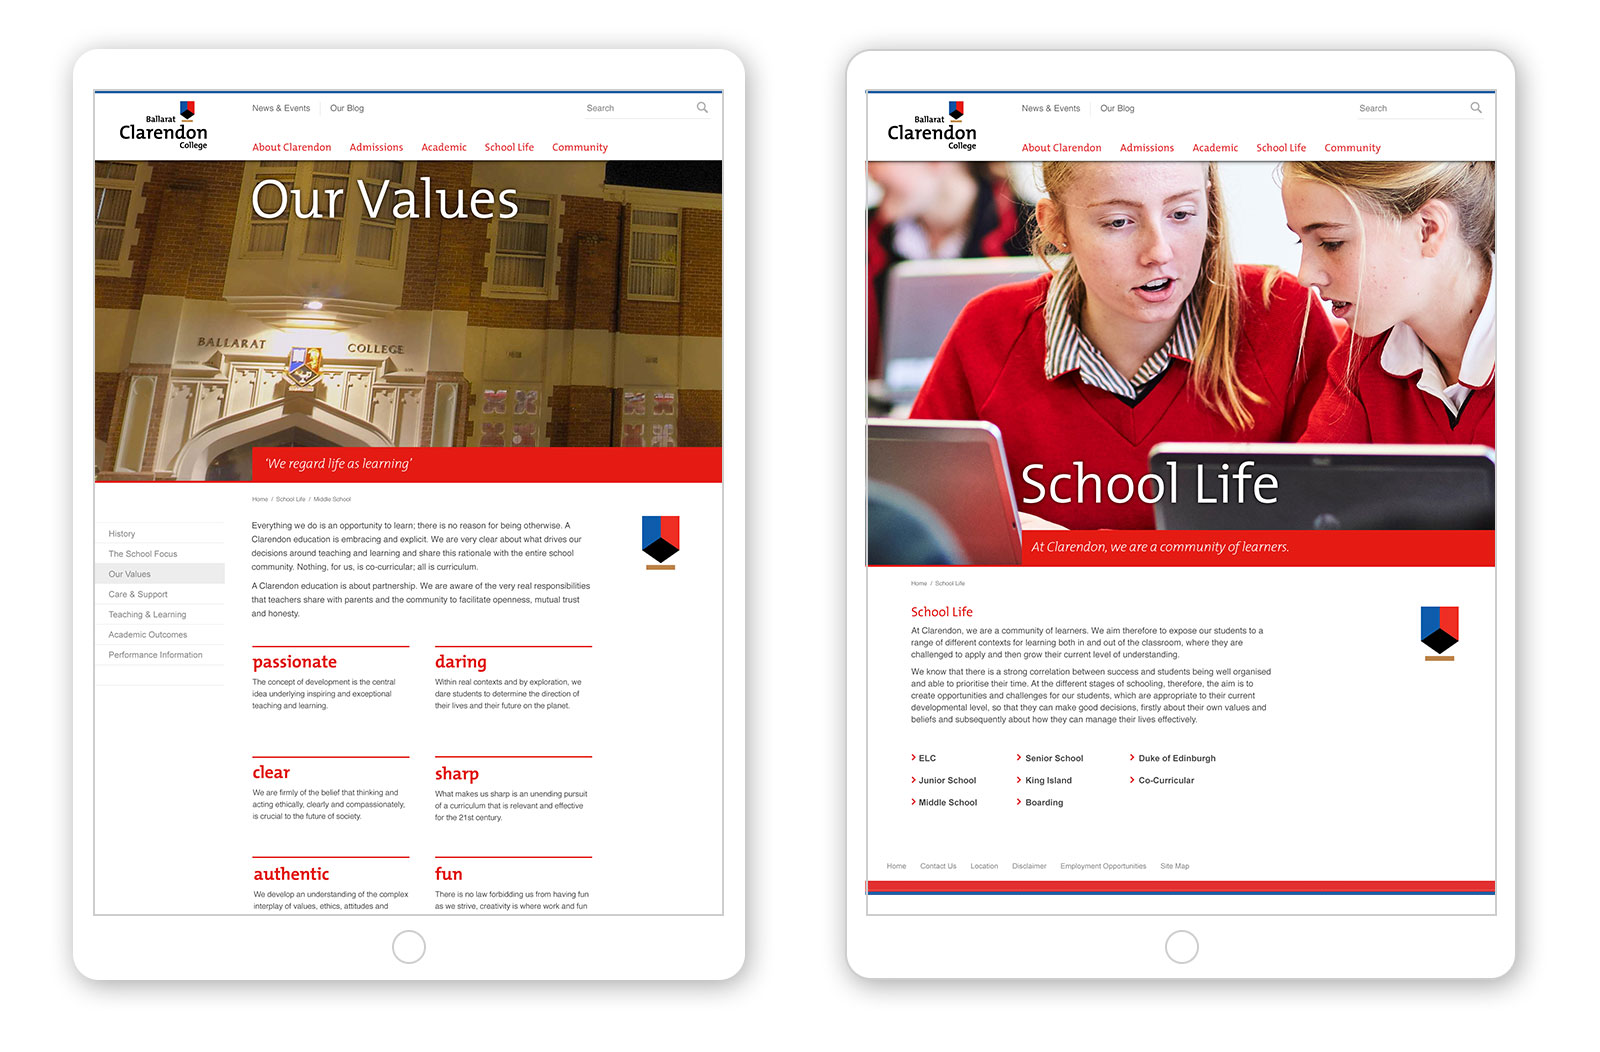 Ballarat
Clarendon
College
News & Events
Our Blog
Search
About Clarendon
Admissions
Academic
School Life
Community
Our Values
BALLARAT COLLEGE
‘We regard life as learning’
Home / School Life / Middle School
History
The School Focus
Our Values
Care & Support
Teaching & Learning
Academic Outcomes
Performance Information
Everything we do is an opportunity to learn; there is no reason for being otherwise. A
Clarendon education is embracing and explicit. We are very clear about what drives our
decisions around teaching and learning and share this rationale with the entire school
community. Nothing, for us, is co-curricular; all is curriculum.
A Clarendon education is about partnership. We are aware of the very real responsibilities
that teachers share with parents and the community to facilitate openness, mutual trust
and honesty.
passionate
The concept of development is the central
idea underlying inspiring and exceptional
teaching and learning.
daring
Within real contexts and by exploration, we
dare students to determine the direction of
their lives and their future on the planet.
clear
We are firmly of the belief that thinking and
acting ethically, clearly and compassionately,
is crucial to the future of society.
sharp
What makes us sharp is an unending pursuit
of a curriculum that is relevant and effective
for the 21st century.
authentic
We develop an understanding of the complex
interplay of values, ethics, attitudes and
fun
There is no law forbidding us from having fun
as we strive, creativity is where work and fun
Ballarat
Clarendon
College
News & Events
Our Blog
Search
About Clarendon
Admissions
Academic
School Life
Community
School Life
At Clarendon, we are a community of learners.
Home / School Life
School Life
At Clarendon, we are a community of learners. We aim therefore to expose our students to a
range of different contexts for learning both in and out of the classroom, where they are
challenged to apply and then grow their current level of understanding.
We know that there is a strong correlation between success and students being well organised
and able to prioritise their time. At the different stages of schooling, therefore, the aim is to
create opportunities and challenges for our students, which are appropriate to their current
developmental level, so that they can make good decisions, firstly about their own values and
beliefs and subsequently about how they can manage their lives effectively.
ELC
Junior School
Middle School
Senior School
King Island
Boarding
Duke of Edinburgh
Co-Curricular
Home
Contact Us
Location
Disclaimer
Employment Opportunities
Site Map